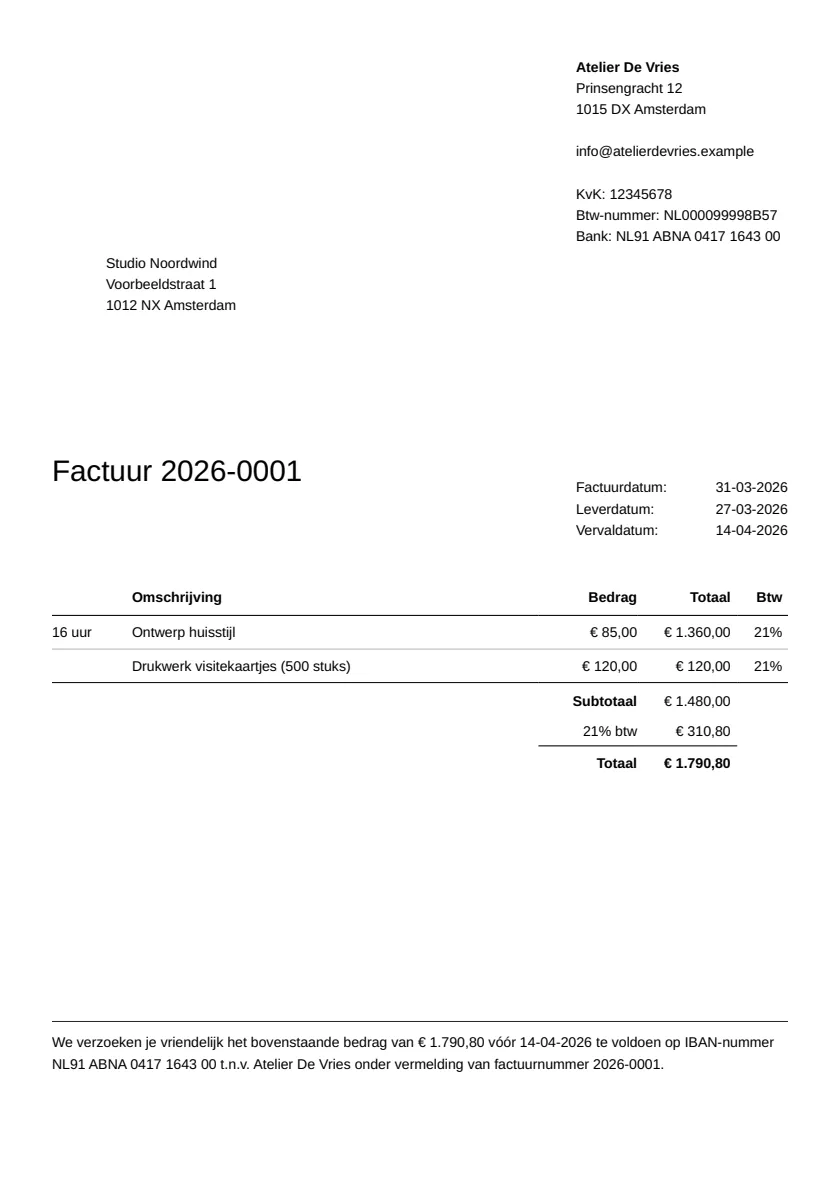 Atelier De Vries
Prinsengracht 12
1015 DX Amsterdam
info@atelierdevries.example
KvK: 12345678
Btw-nummer: NL000099998B57
Bank: NL91 ABNA 0417 1643 00
Studio Noordwind
Voorbeeldstraat 1
1012 NX Amsterdam
Factuur 2026-0001
Factuurdatum: 31-03-2026
Leverdatum: 27-03-2026
Vervaldatum: 14-04-2026
Omschrijving Bedrag Totaal Btw
16 uur Ontwerp huisstijl € 85,00 € 1.360,00 21%
Drukwerk visitekaartjes (500 stuks) € 120,00 € 120,00 21%
Subtotaal € 1.480,00
21% btw € 310,80
Totaal € 1.790,80
We verzoeken je vriendelijk het bovenstaande bedrag van € 1.790,80 vóór 14-04-2026 te voldoen op IBAN-nummer
NL91 ABNA 0417 1643 00 t.n.v. Atelier De Vries onder vermelding van factuurnummer 2026-0001.